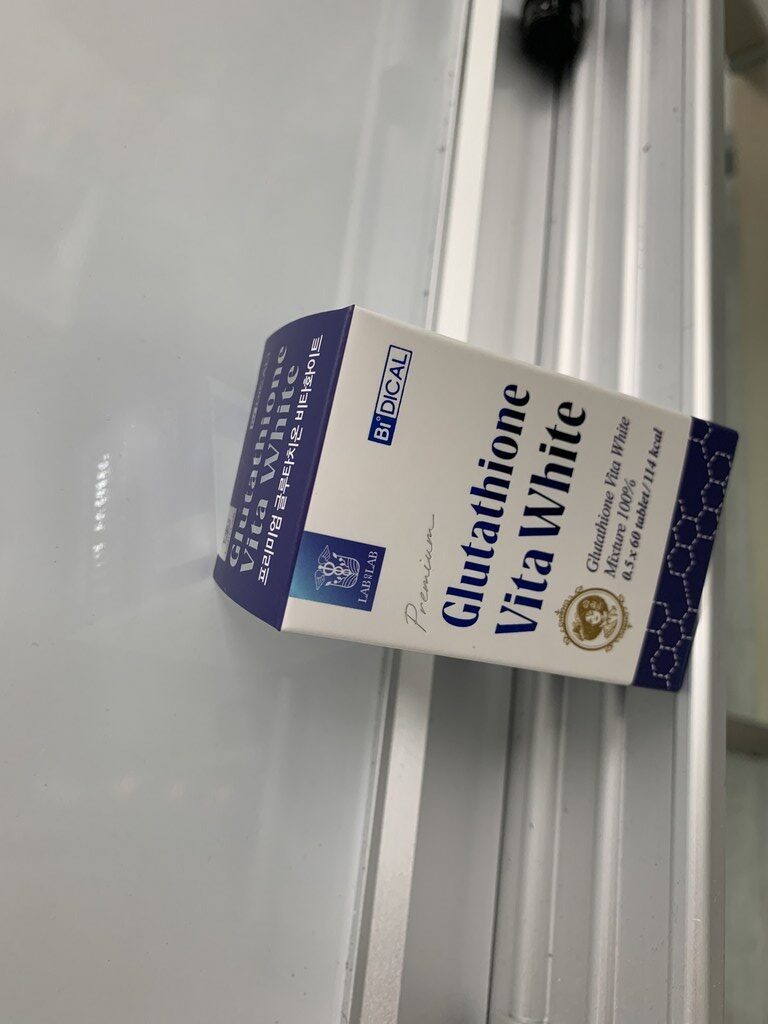 Glutathione
Vita White
프리미엄 글루타치온 비타화이트
LAB&LAB
Bi°DICAL
Premium
Glutathione
Vita White
Glutathione Vita White
Mixture 100%
0.5 x 60 tablet/114 kcal